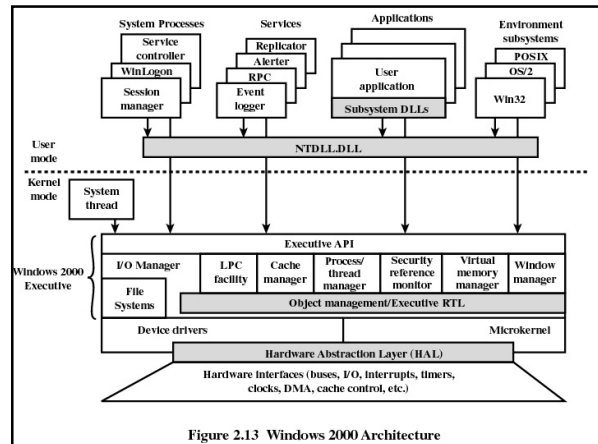 System Processes
Services
Applications
Environment
subsystems
Service
controller
WinLogon
Session
manager
Replicator
Alerter
RPC
Event
logger
User
application
Subsystem DLLs
POSIX
OS/2
Win32
User
mode
NTDLL.DLL
Kernel
mode
System
thread
Windows 2000
Executive
Executive API
I/O Manager
File
Systems
LPC
facility
Cache
manager
Process/
thread
manager
Security
reference
monitor
Virtual
memory
manager
Window
manager
Object management/Executive RTL
Device drivers
Microkernel
Hardware Abstraction Layer (HAL)
Hardware interfaces (buses, I/O, interrupts, timers,
clocks, DMA, cache control, etc.)
Figure 2.13 Windows 2000 Architecture